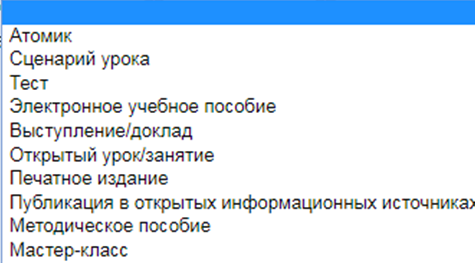 Атомик
Сценарий урока
Тест
Электронное учебное пособие
Выступление/доклад
Открытый урок/занятие
Печатное издание
Публикация в открытых информационных источниках
Методическое пособие
Мастер-класс